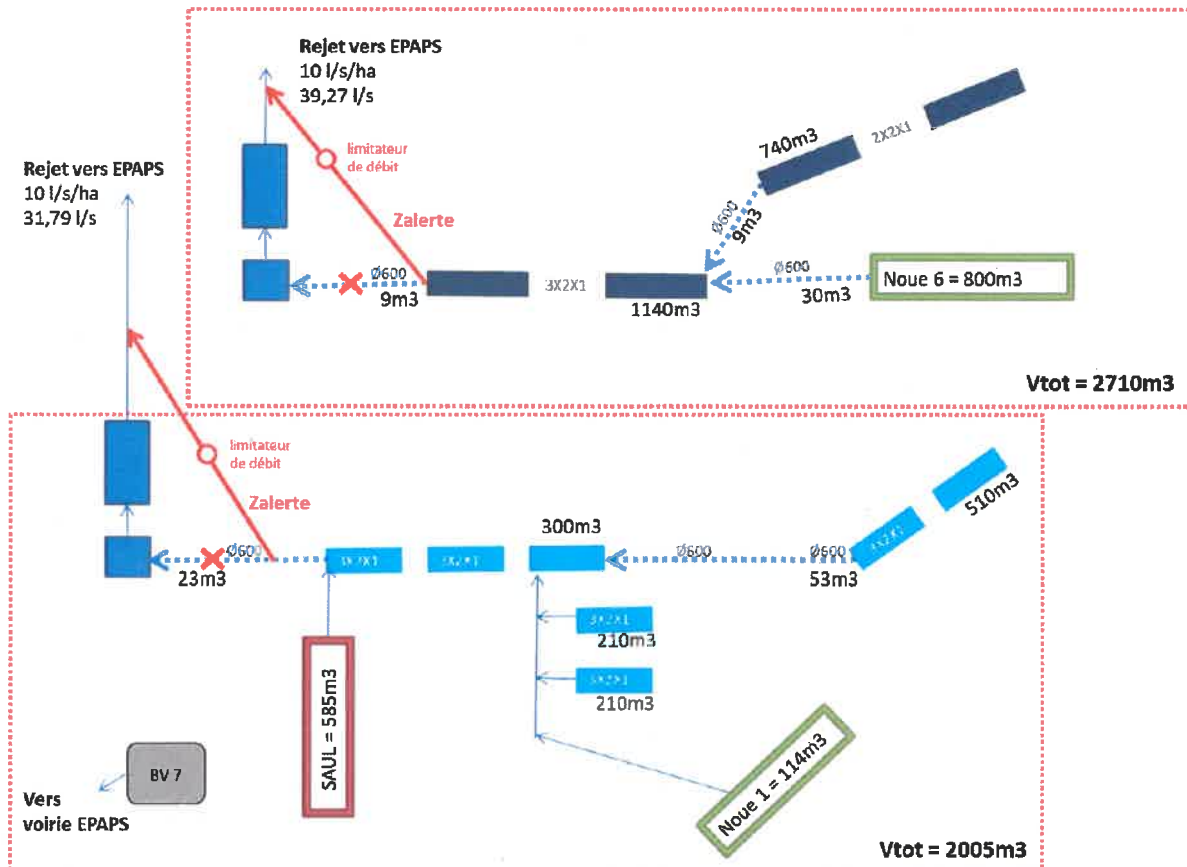 Rejet vers EPAPS
10 l/s/ha
39,27 l/s
limitateur
de débit
Zalerte
740m3
2X2X1
Ø600
9m3
Ø600
9m3
3X2X1
1140m3
Ø600
30m3
Noue 6 = 800m3
Vtot = 2710m3
Rejet vers EPAPS
10 l/s/ha
31,79 l/s
limitateur
de débit
Zalerte
Ø600
23m3
3X2X1
3X2X1
300m3
Ø600
Ø600
53m3
3X2X1
510m3
3X2X1
210m3
3X2X1
210m3
SAUL = 585m3
Noue 1 = 114m3
BV 7
Vers
voirie EPAPS
Vtot = 2005m3